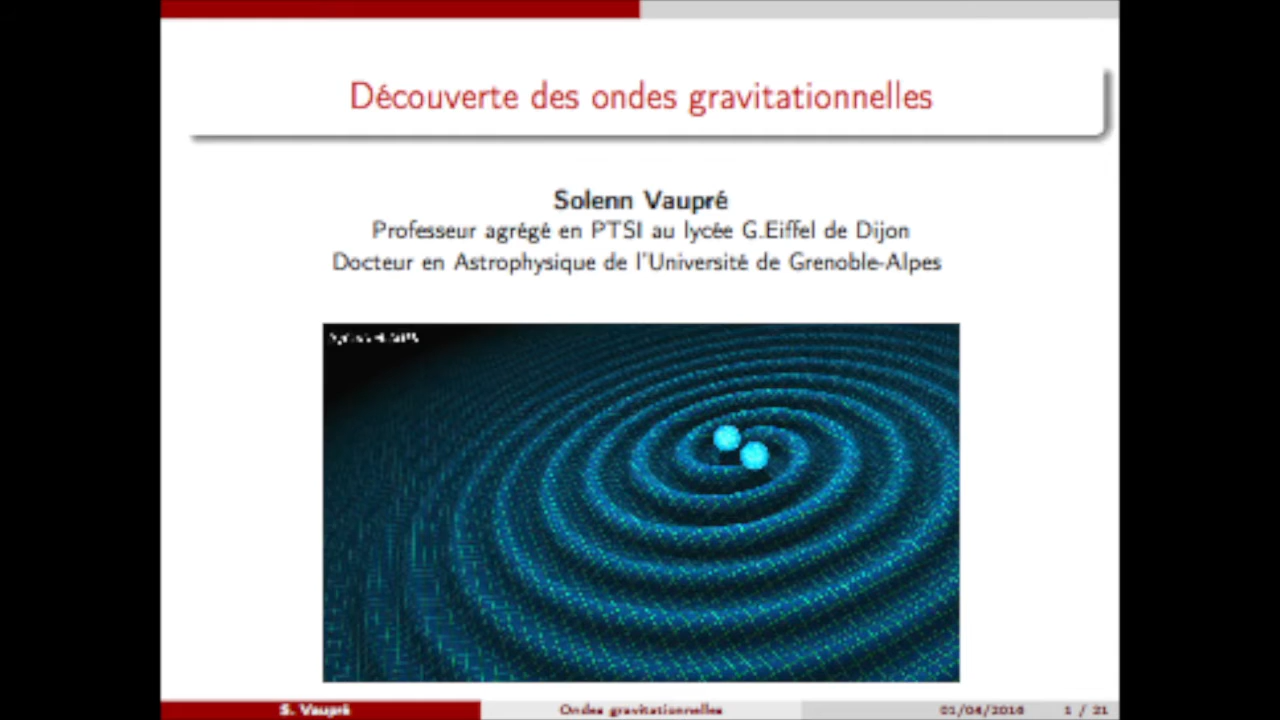 Découverte des ondes gravitationnelles
Solenn Vaupré
Professeur agrégé en PTSI au lycée G.Eiffel de Dijon
Docteur en Astrophysique de l'Université de Grenoble-Alpes
S. Vaupré
Ondes gravitationnelles
01/04/2016
1 / 21